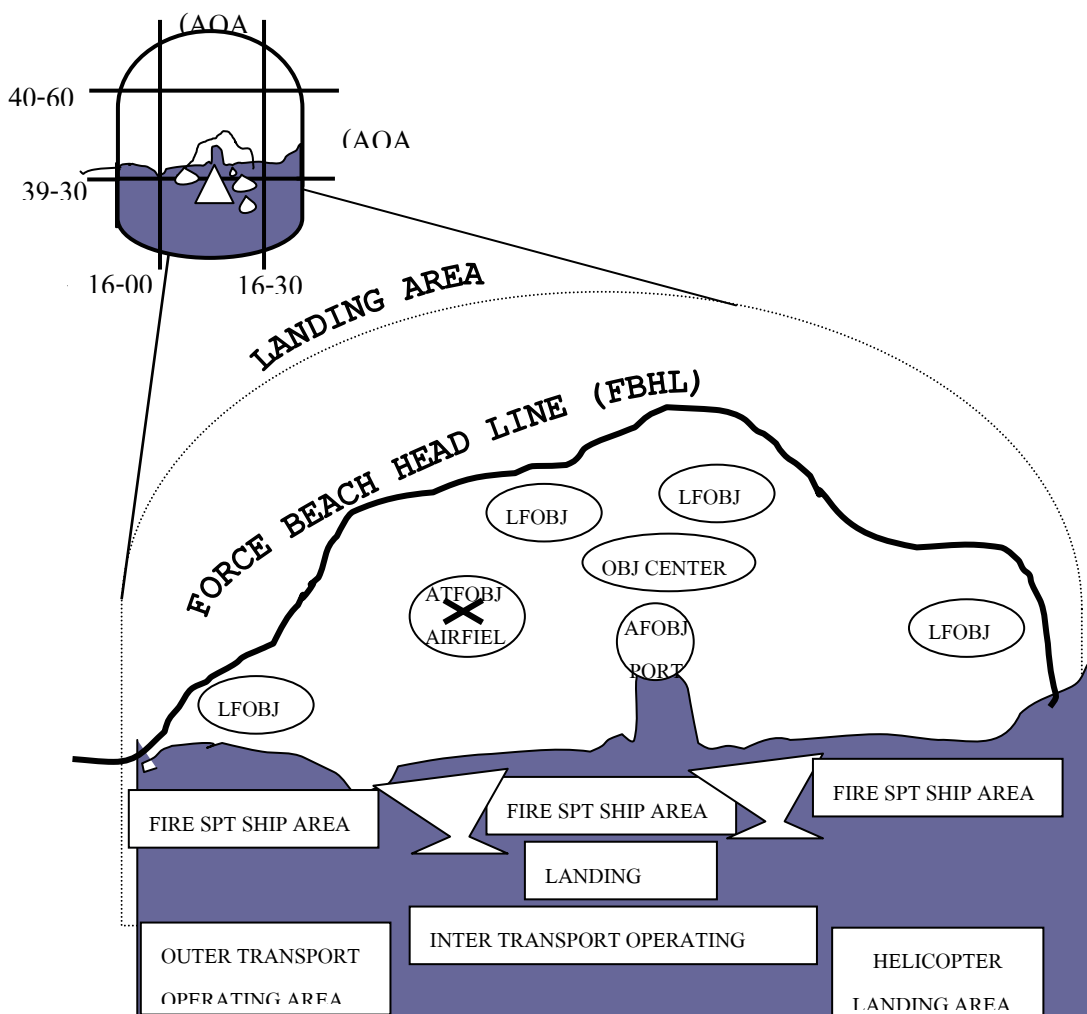 (AOA
40-60
(AOA
39-30
16-00
16-30
LANDING AREA
FORCE BEACH HEAD LINE (FBHL)
LFOBJ
LFOBJ
OBJ CENTER
ATFOBJ
AIRFIEL
AFOBJ
PORT
LFOBJ
LFOBJ
FIRE SPT SHIP AREA
FIRE SPT SHIP AREA
FIRE SPT SHIP AREA
LANDING
INTER TRANSPORT OPERATING
OUTER TRANSPORT
OPERATING AREA
HELICOPTER
LANDING AREA